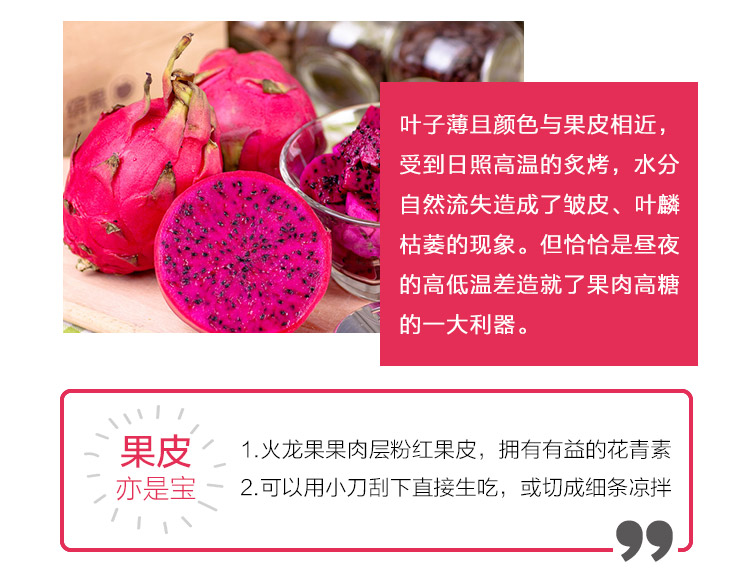 叶子薄且颜色与果皮相近，
受到日照高温的炙烤，水分
自然流失造成了皱皮、叶麟
枯萎的现象。但恰恰是昼夜
的高低温差造就了果肉高糖
的一大利器。
果皮
亦是宝
1.火龙果果肉层粉红果皮，拥有有益的花青素
2.可以用小刀刮下直接生吃，或切成细条凉拌